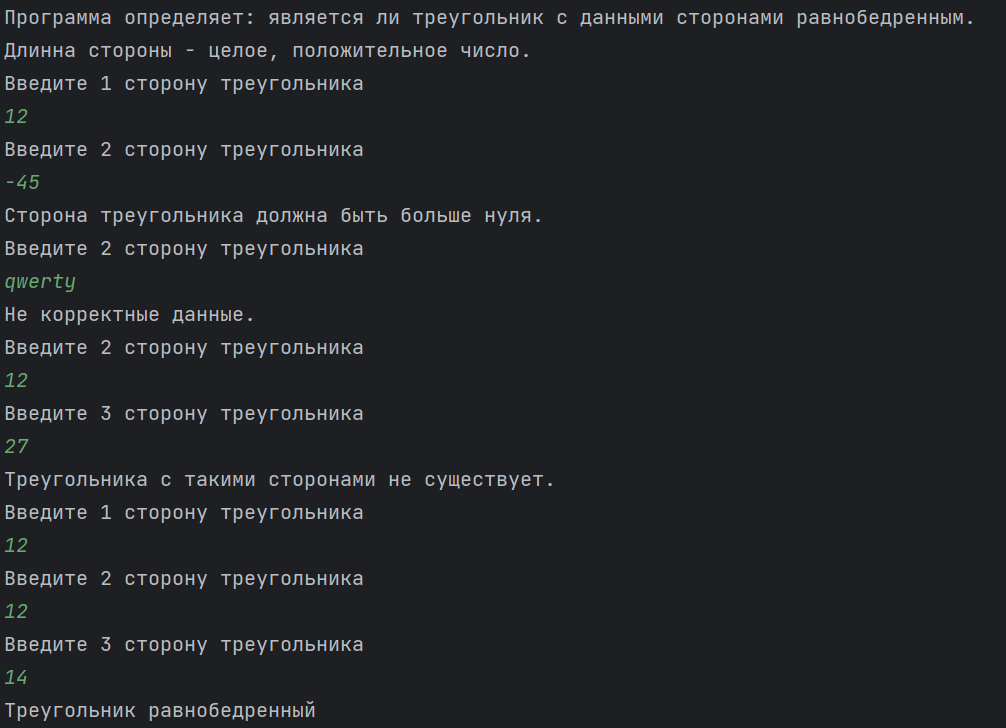 Программа определяет: является ли треугольник с данными сторонами равнобедренным.
Длинна стороны - целое, положительное число.
Введите 1 сторону треугольника
12
Введите 2 сторону треугольника
-45
Сторона треугольника должна быть больше нуля.
Введите 2 сторону треугольника
qwerty
Не корректные данные.
Введите 2 сторону треугольника
12
Введите 3 сторону треугольника
27
Треугольника с такими сторонами не существует.
Введите 1 сторону треугольника
12
Введите 2 сторону треугольника
12
Введите 3 сторону треугольника
14
Треугольник равнобедренный